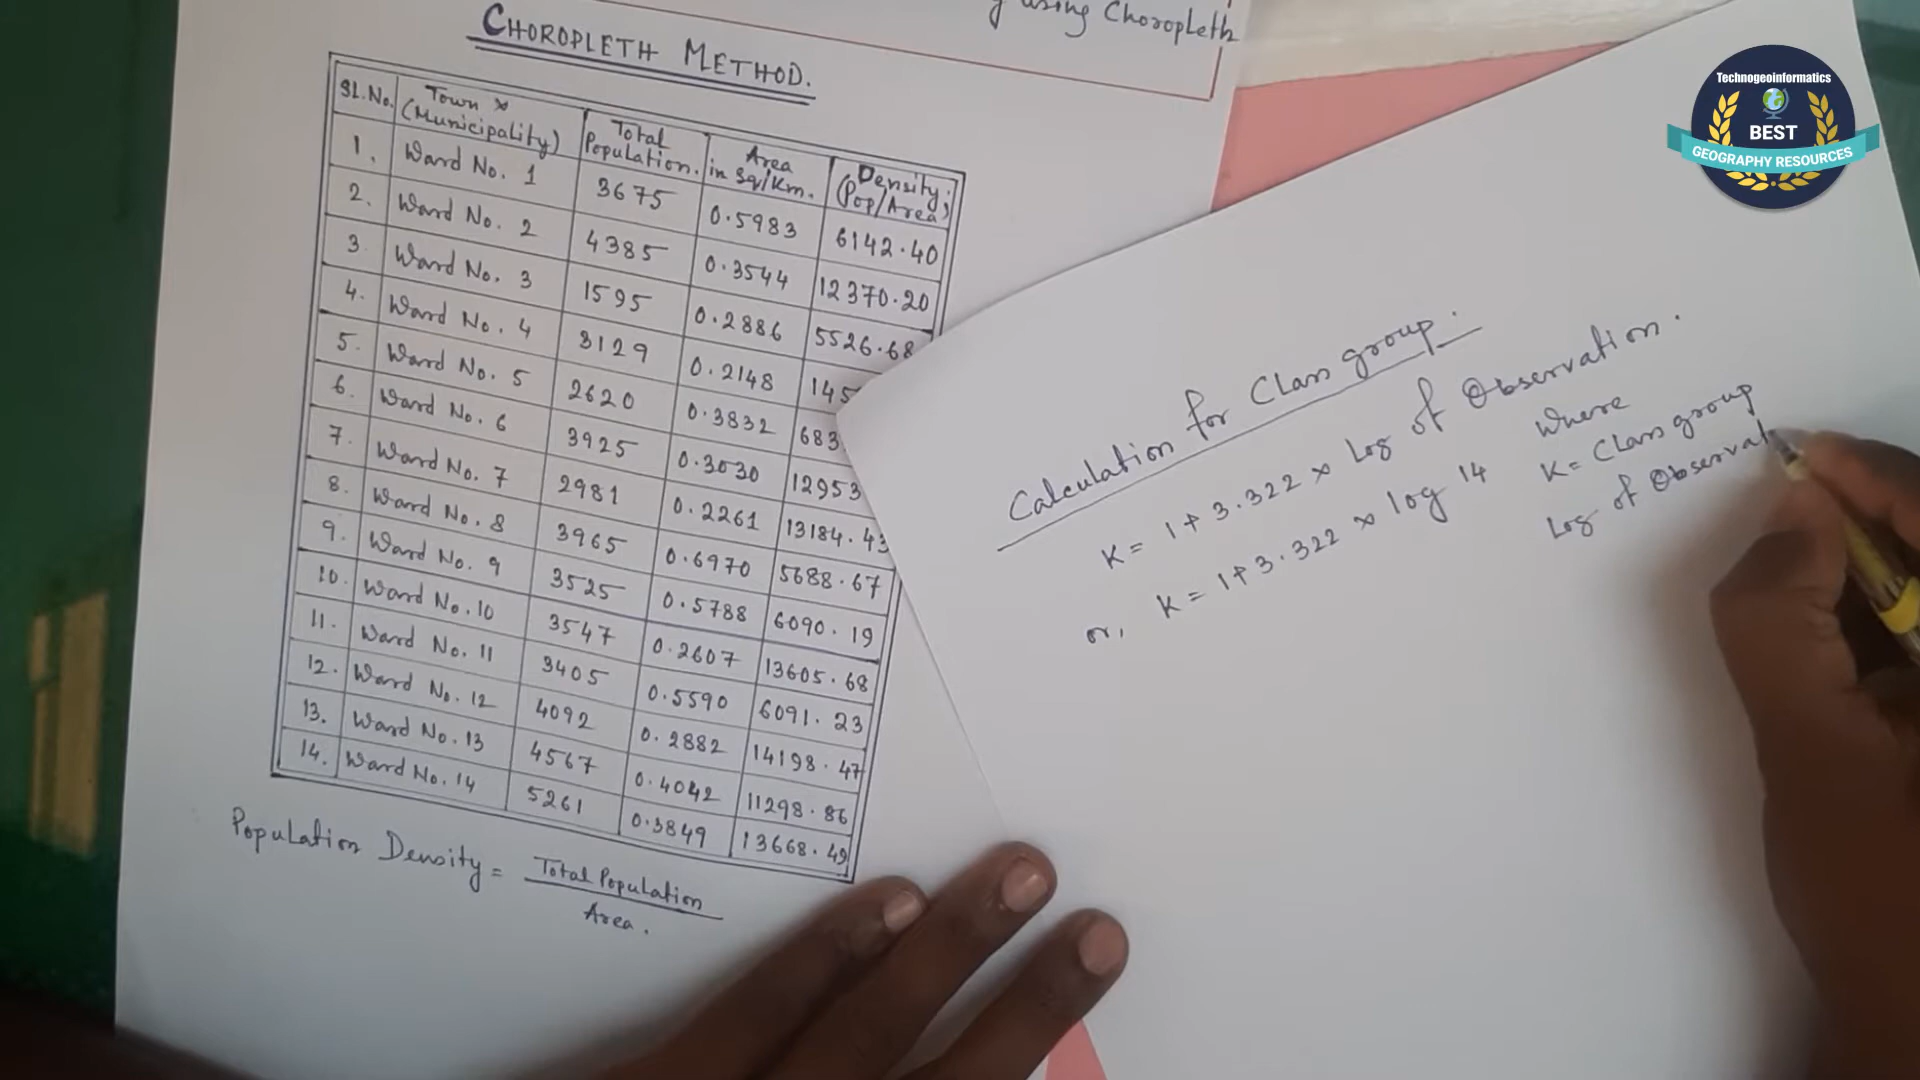 g using Choropleth
CHOROPLETH METHOD.
SL.No. Town (Municipality) Total Population. Area in Sq/Km. Density. (Pop/Area)
1. Ward No. 1 3675 0.5983 6142.40
2. Ward No. 2 4385 0.3544 12370.20
3. Ward No. 3 1595 0.2886 5526.68
4. Ward No. 4 3129 0.2148 145
5. Ward No. 5 2620 0.3832 683
6. Ward No. 6 3925 0.3030 12953
7. Ward No. 7 2981 0.2261 13184.43
8. Ward No. 8 3965 0.6970 5688.67
9. Ward No. 9 3525 0.5788 6090.19
10. Ward No. 10 3547 0.2607 13605.68
11. Ward No. 11 3405 0.5590 6091.23
12. Ward No. 12 4092 0.2882 14198.47
13. Ward No. 13 4567 0.4042 11298.86
14. Ward No. 14 5261 0.3849 13668.49
Population Density = Total Population
Area.
Calculation for Class group.
K = 1+3.322 × Log of Observation.
or, K = 1+3.322 × log 14
Where
K = Class group
Log of Observat
Technogeoinformatics
BEST
GEOGRAPHY RESOURCES